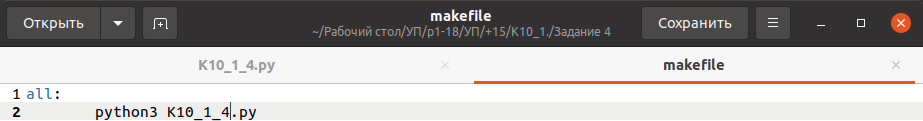 Открыть
makefile
~/Рабочий стол/УП/р1-18/УП/+15/K10_1./Задание 4
Сохранить
K10_1_4.py
makefile
1 all:
2 python3 K10_1_4.py